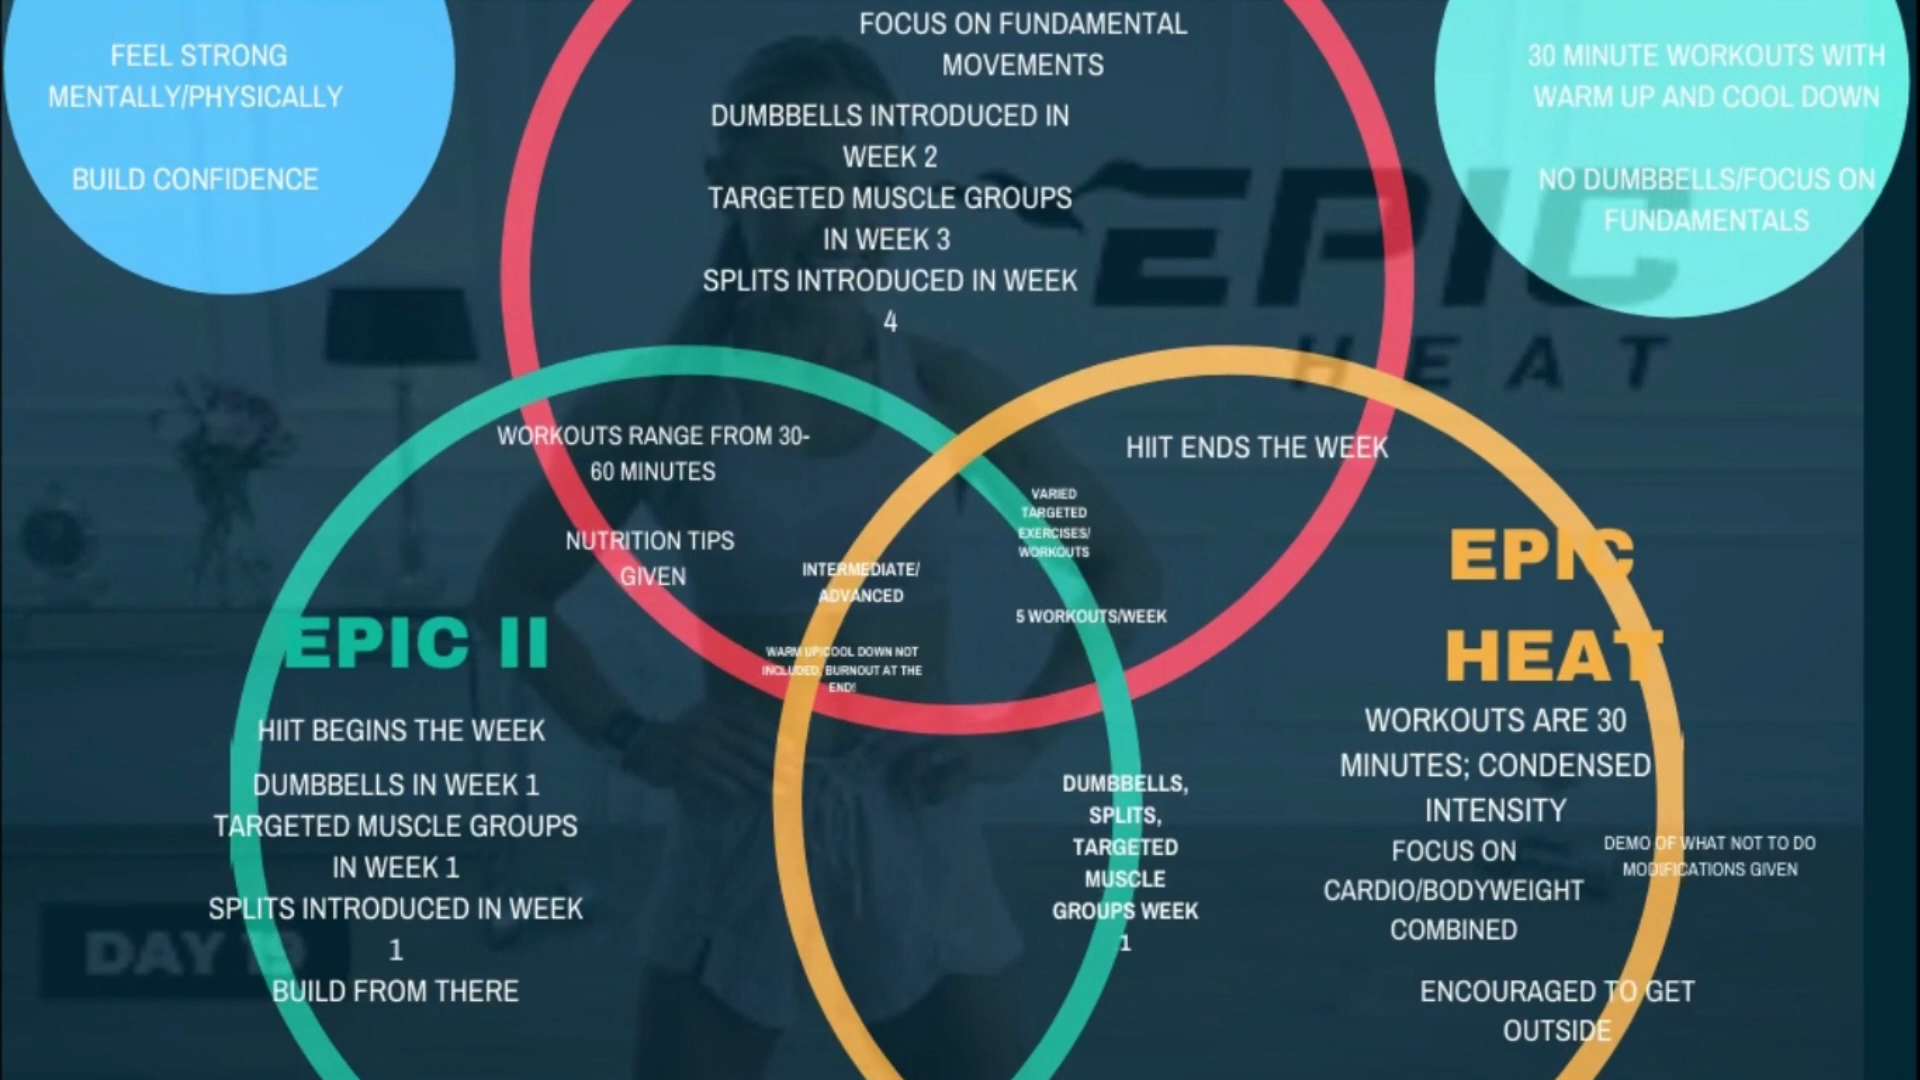 FEEL STRONG
MENTALLY/PHYSICALLY
BUILD CONFIDENCE
FOCUS ON FUNDAMENTAL
MOVEMENTS
DUMBBELLS INTRODUCED IN
WEEK 2
TARGETED MUSCLE GROUPS
IN WEEK 3
SPLITS INTRODUCED IN WEEK
4
30 MINUTE WORKOUTS WITH
WARM UP AND COOL DOWN
NO DUMBBELLS/FOCUS ON
FUNDAMENTALS
EPIC
HEAT
WORKOUTS RANGE FROM 30-
60 MINUTES
NUTRITION TIPS
GIVEN
HIIT ENDS THE WEEK
VARIED
TARGETED
EXERCISES/
WORKOUTS
INTERMEDIATE/
ADVANCED
5 WORKOUTS/WEEK
WARM UP/COOL DOWN NOT
INCLUDED, BURNOUT AT THE
END!
EPIC II
HIIT BEGINS THE WEEK
DUMBBELLS IN WEEK 1
TARGETED MUSCLE GROUPS
IN WEEK 1
SPLITS INTRODUCED IN WEEK
1
BUILD FROM THERE
DUMBBELLS,
SPLITS,
TARGETED
MUSCLE
GROUPS WEEK
1
EPIC
HEAT
WORKOUTS ARE 30
MINUTES; CONDENSED
INTENSITY
FOCUS ON
CARDIO/BODYWEIGHT
COMBINED
DEMO OF WHAT NOT TO DO
MODIFICATIONS GIVEN
ENCOURAGED TO GET
OUTSIDE
DAY 19